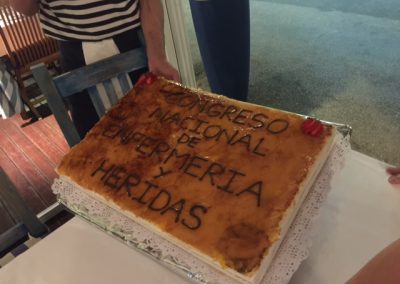 CONGRESO
NACIONAL
DE
ENFERMERIA
Y
HERIDAS